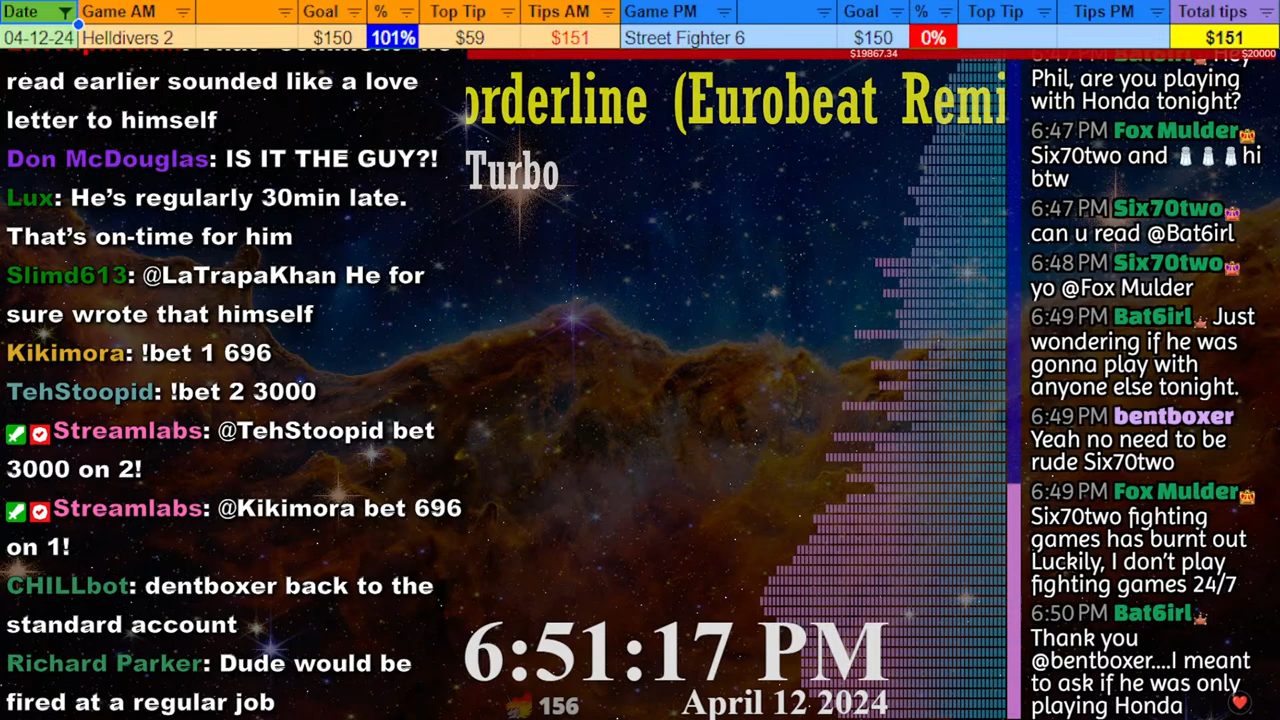 Date Game AM Goal % Top Tip Tips AM Game PM Goal % Top Tip Tips PM Total tips
04-12-24 Helldivers 2 $150 101% $59 $151 Street Fighter 6 $150 0% $151
$19867.34 $20000
read earlier sounded like a love
letter to himself
Don McDouglas: IS IT THE GUY?!
Lux: He's regularly 30min late.
That's on-time for him
Slimd613: @LaTrapaKhan He for
sure wrote that himself
Kikimora: !bet 1 696
TehStoopid: !bet 2 3000
Streamlabs: @TehStoopid bet
3000 on 2!
Streamlabs: @Kikimora bet 696
on 1!
CHILLbot: dentboxer back to the
standard account
Richard Parker: Dude would be
fired at a regular job
orderline (Eurobeat Remi
Turbo
6:51:17 PM
April 12 2024
156
6:47 PM Bat6irl Hey
Phil, are you playing
with Honda tonight?
6:47 PM Fox Mulder
Six70two and hi
btw
6:47 PM Six70two
can u read @Bat6irl
6:48 PM Six70two
yo @Fox Mulder
6:49 PM Bat6irl Just
wondering if he was
gonna play with
anyone else tonight.
6:49 PM bentboxer
Yeah no need to be
rude Six70two
6:49 PM Fox Mulder
Six70two fighting
games has burnt out
Luckily, I don't play
fighting games 24/7
6:50 PM Bat6irl
Thank you
@bentboxer....I meant
to ask if he was only
playing Honda